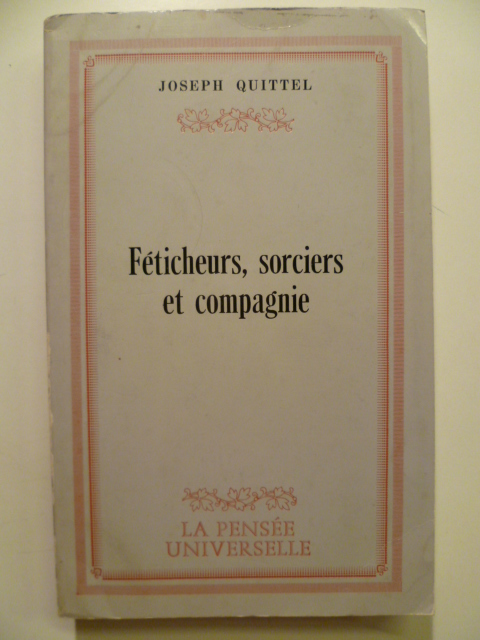 JOSEPH QUITTEL
Féticheurs, sorciers
et compagnie
LA PENSÉE
UNIVERSELLE